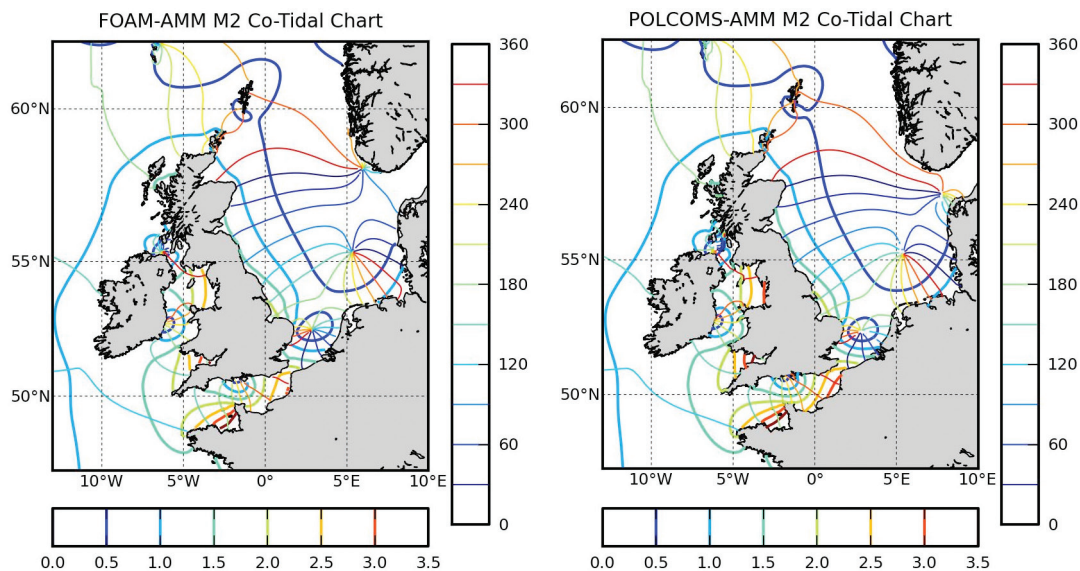 FOAM-AMM M2 Co-Tidal Chart
60°N
55°N
50°N
10°W 5°W 0° 5°E 10°E
360
300
240
180
120
60
0
0.0 0.5 1.0 1.5 2.0 2.5 3.0 3.5
POLCOMS-AMM M2 Co-Tidal Chart
60°N
55°N
50°N
10°W 5°W 0° 5°E 10°E
360
300
240
180
120
60
0
0.0 0.5 1.0 1.5 2.0 2.5 3.0 3.5